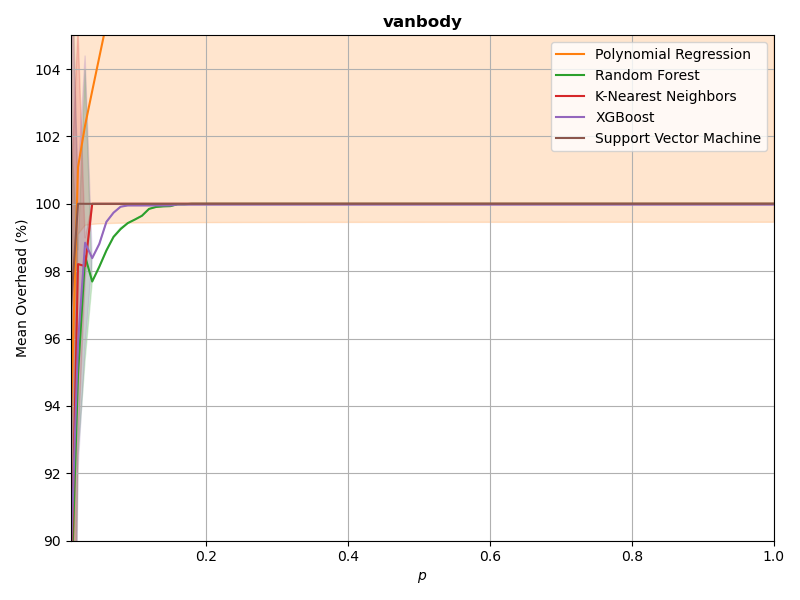 vanbody
Mean Overhead (%)
104
102
100
98
96
94
92
90
Polynomial Regression
Random Forest
K-Nearest Neighbors
XGBoost
Support Vector Machine
0.2
0.4
0.6
0.8
1.0
p